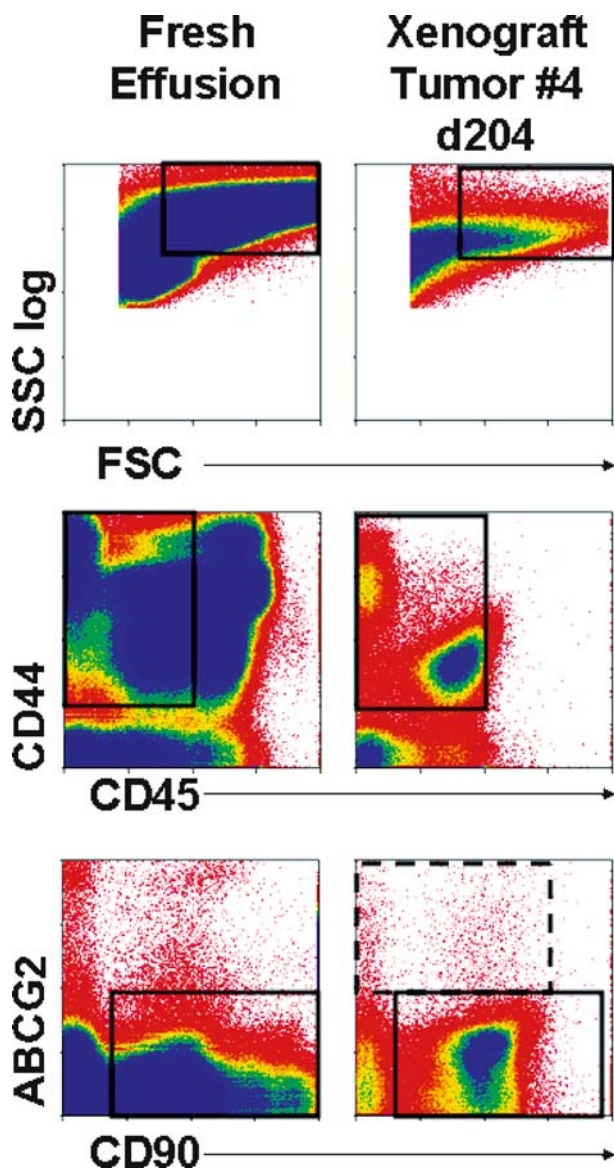 Fresh
Effusion
Xenograft
Tumor #4
d204
SSC log
FSC
CD44
CD45
ABCG2
CD90